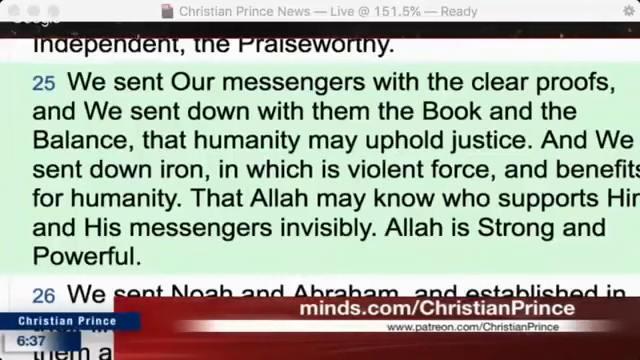 Christian Prince News — Live @ 151.5% — Ready
Independent, the Praiseworthy.
25 We sent Our messengers with the clear proofs,
and We sent down with them the Book and the
Balance, that humanity may uphold justice. And We
sent down iron, in which is violent force, and benefits
for humanity. That Allah may know who supports Hi
and His messengers invisibly. Allah is Strong and
Powerful.
26 We sent Noah and Abraham, and established in
minds.com/ChristianPrince
Christian Prince
www.patreon.com/ChristianPrince
6:37
them a